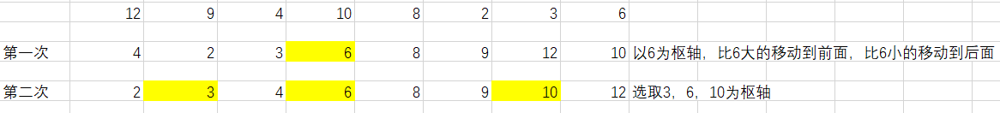 12 9 4 10 8 2 3 6
第一次 4 2 3 6 8 9 12 10 以6为枢轴，比6大的移动到前面，比6小的移动到后面
第二次 2 3 4 6 8 9 10 12 选取3，6，10为枢轴